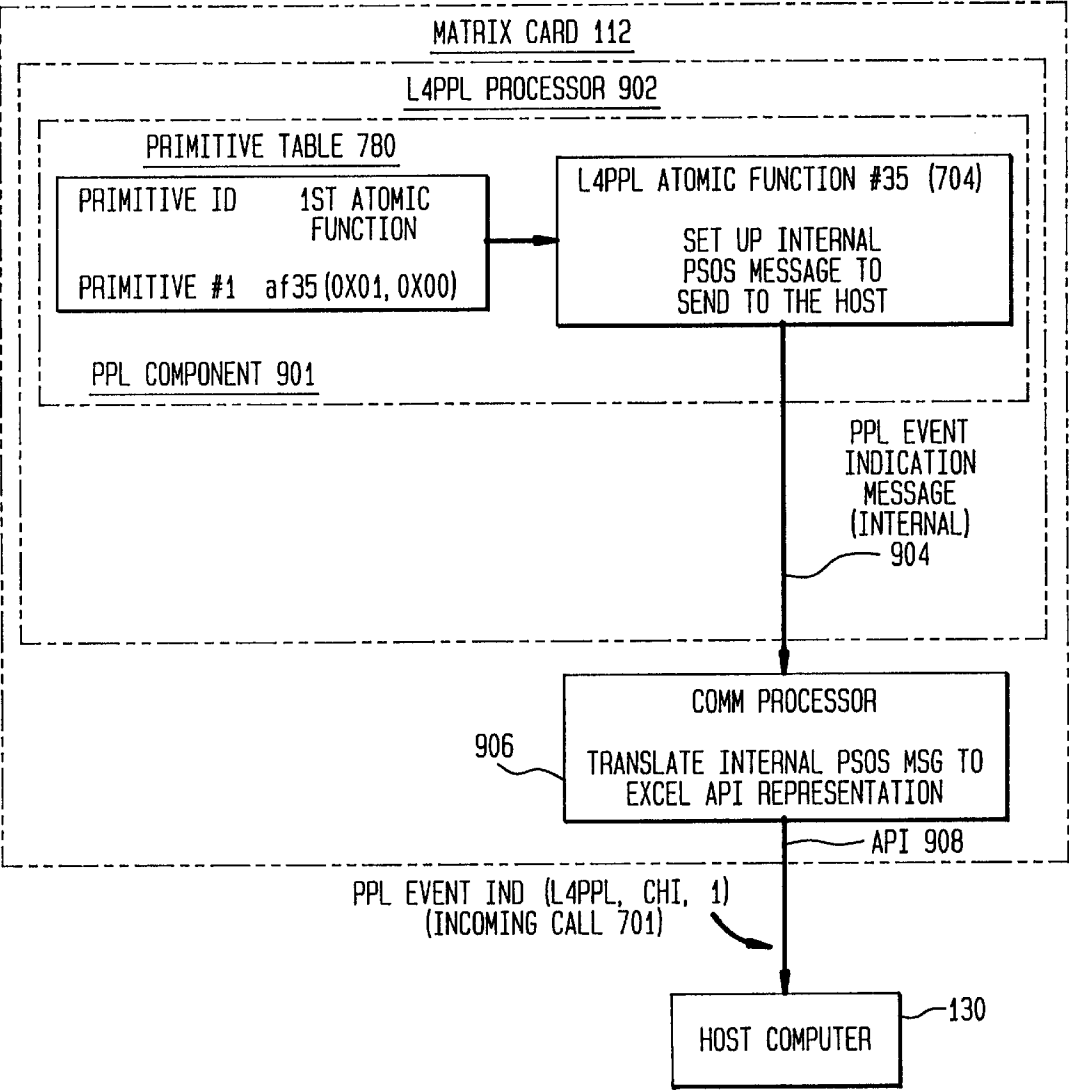 MATRIX CARD 112
L4PPL PROCESSOR 902
PRIMITIVE TABLE 780
PRIMITIVE ID 1ST ATOMIC
FUNCTION
PRIMITIVE #1 af35 (0X01, 0X00)
L4PPL ATOMIC FUNCTION #35 (704)
SET UP INTERNAL
PSOS MESSAGE TO
SEND TO THE HOST
PPL COMPONENT 901
PPL EVENT
INDICATION
MESSAGE
(INTERNAL)
904
COMM PROCESSOR
906
TRANSLATE INTERNAL PSOS MSG TO
EXCEL API REPRESENTATION
API 908
PPL EVENT IND (L4PPL, CHI, 1)
(INCOMING CALL 701)
130
HOST COMPUTER